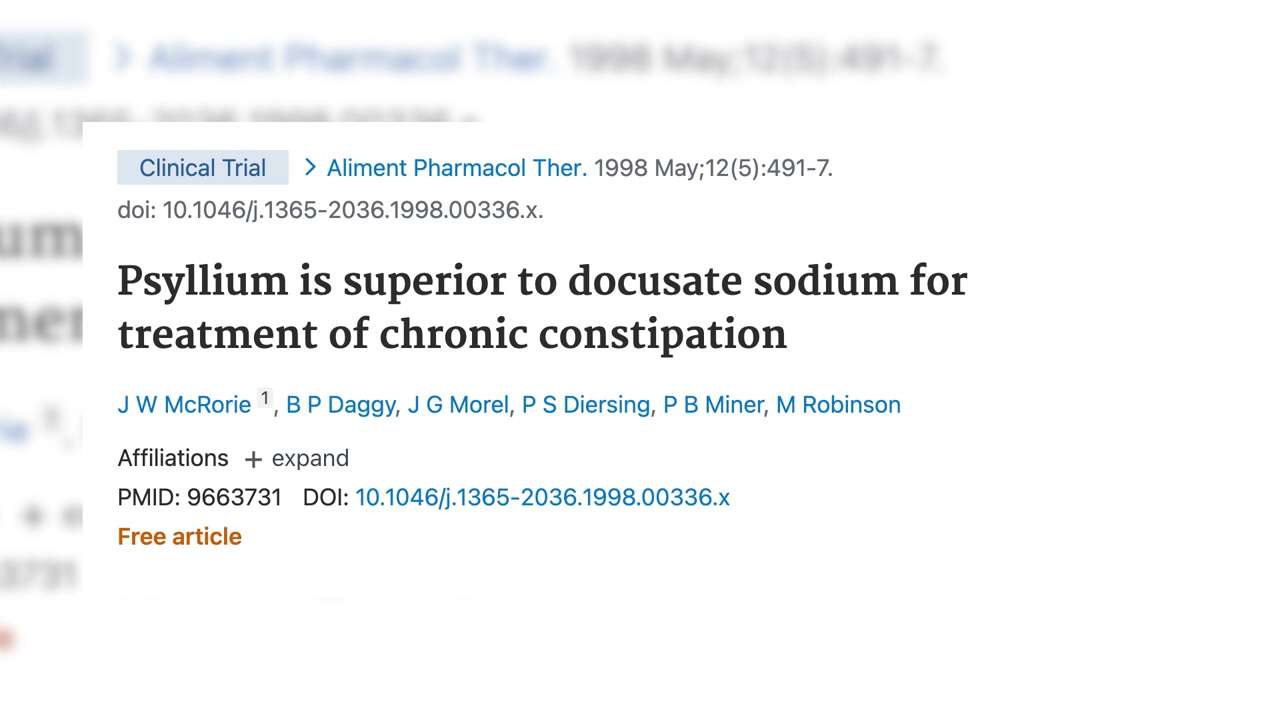 Clinical Trial > Aliment Pharmacol Ther. 1998 May;12(5):491-7.
doi: 10.1046/j.1365-2036.1998.00336.x.
Psyllium is superior to docusate sodium for
treatment of chronic constipation
J W McRorie 1, B P Daggy, J G Morel, P S Diersing, P B Miner, M Robinson
Affiliations + expand
PMID: 9663731 DOI: 10.1046/j.1365-2036.1998.00336.x
Free article